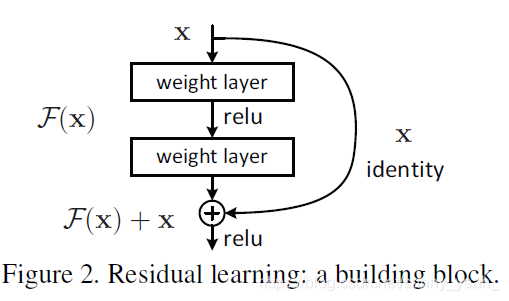 x
weight layer
relu
F(x)
weight layer
x
identity
F(x) + x
relu
Figure 2. Residual learning: a building block.